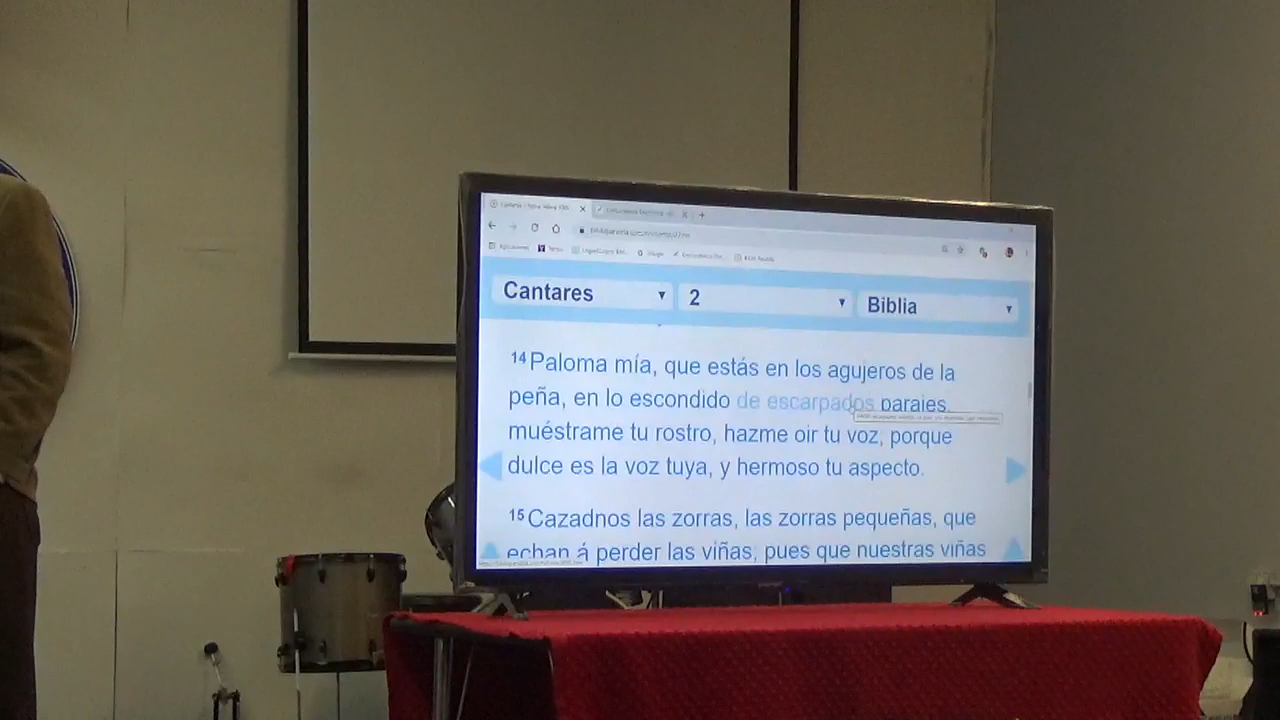 Cantares
2
Biblia
14 Paloma mía, que estás en los agujeros de la
peña, en lo escondido de escarpados parajes,
muéstrame tu rostro, hazme oir tu voz, porque
dulce es la voz tuya, y hermoso tu aspecto.
15 Cazadnos las zorras, las zorras pequeñas, que
echan á perder las viñas; pues que nuestras viñas